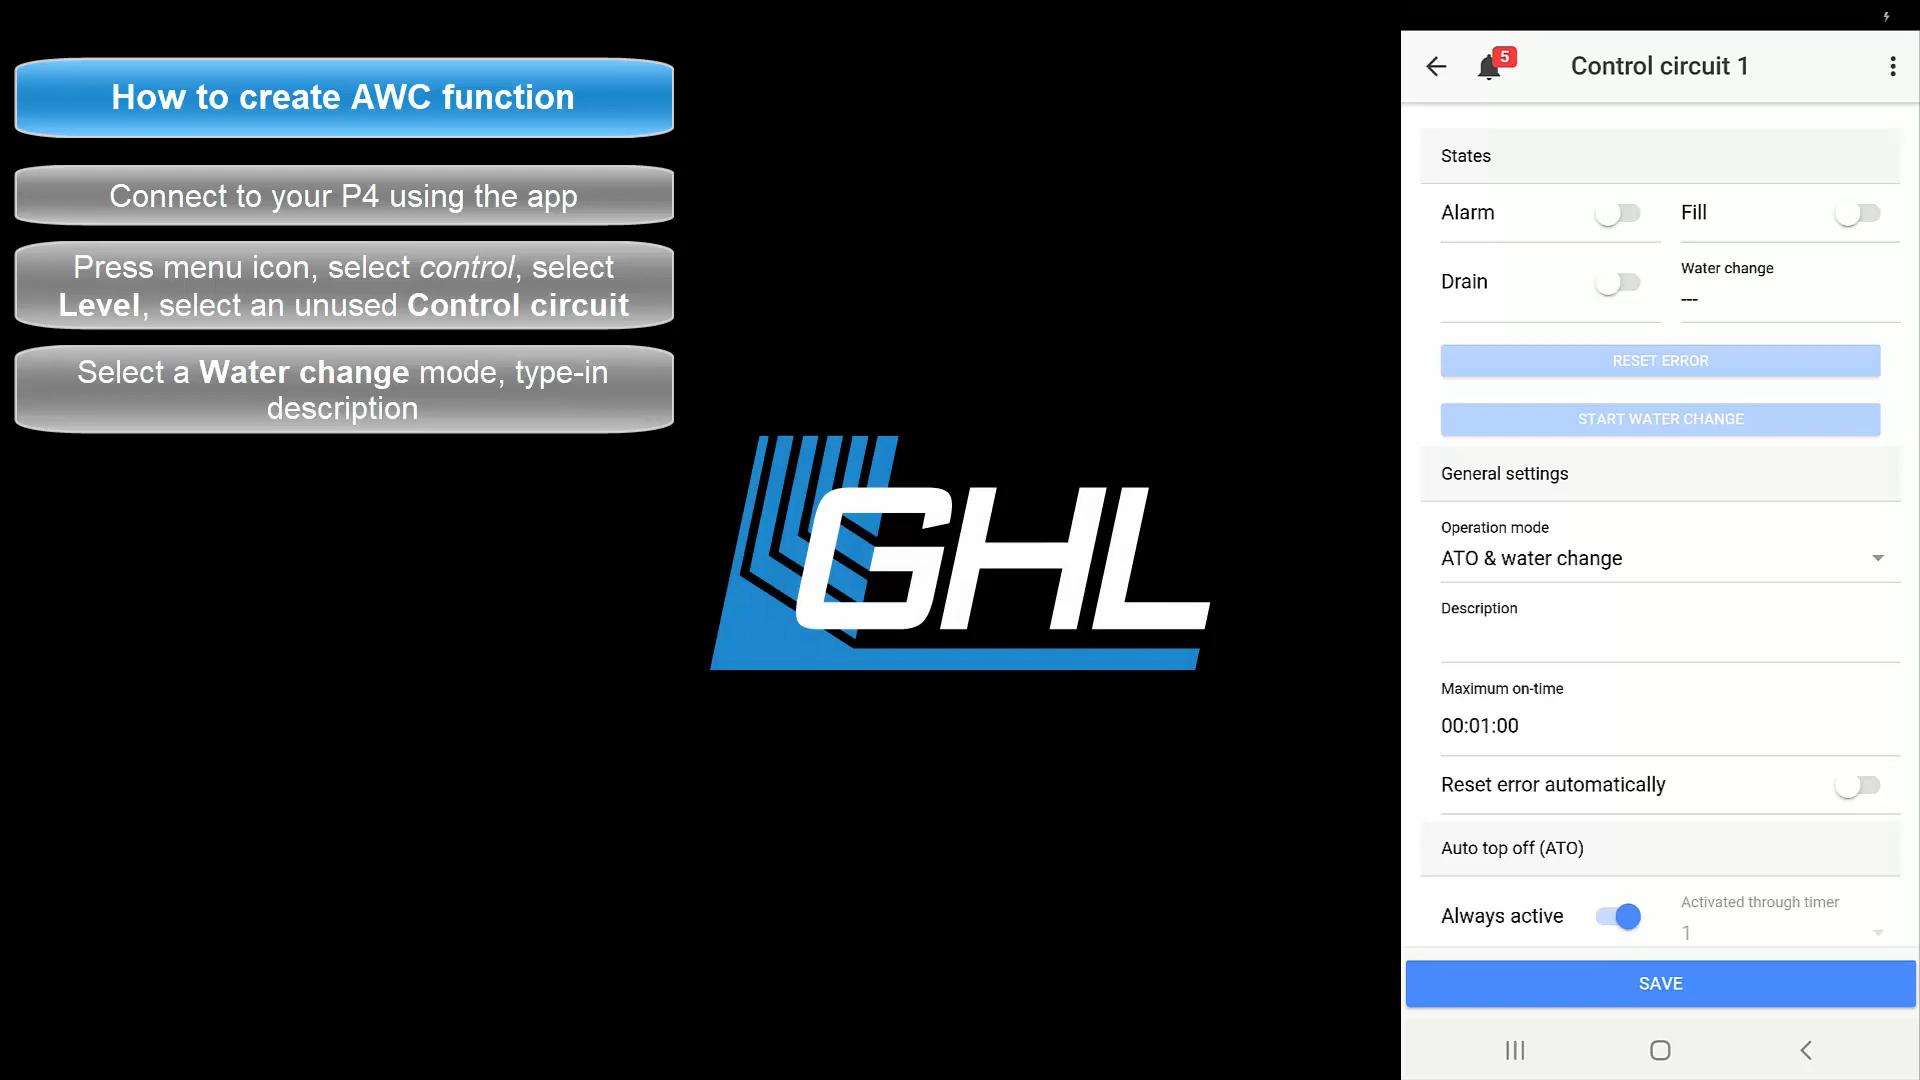 How to create AWC function
Connect to your P4 using the app
Press menu icon, select control, select
Level, select an unused Control circuit
Select a Water change mode, type-in
description
GHL
5
Control circuit 1
States
Alarm
Fill
Drain
Water change
---
RESET ERROR
START WATER CHANGE
General settings
Operation mode
ATO & water change
Description
Maximum on-time
00:01:00
Reset error automatically
Auto top off (ATO)
Always active
Activated through timer
1
SAVE